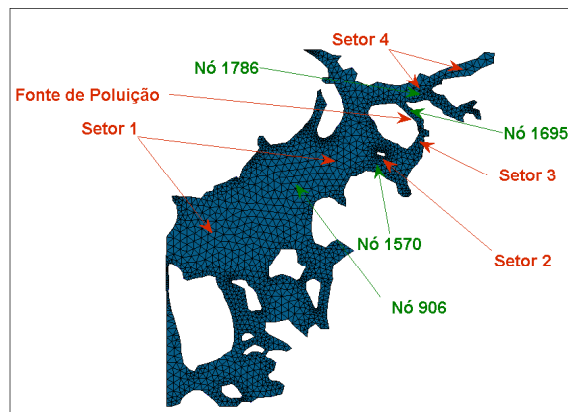 Setor 4
Nó 1786
Fonte de Poluição
Setor 1
Nó 1695
Setor 3
Nó 1570
Setor 2
Nó 906